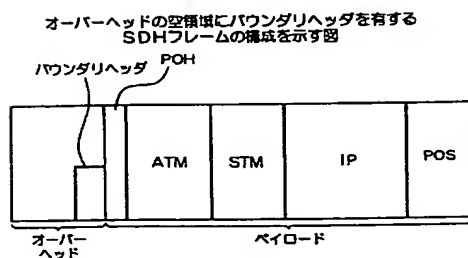 オーバーヘッドの空領域にバウンダリヘッダを有する
SDHフレームの構成を示す図
バウンダリヘッダ
POH
ATM
STM
IP
POS
オーバー
ヘッド
ペイロード